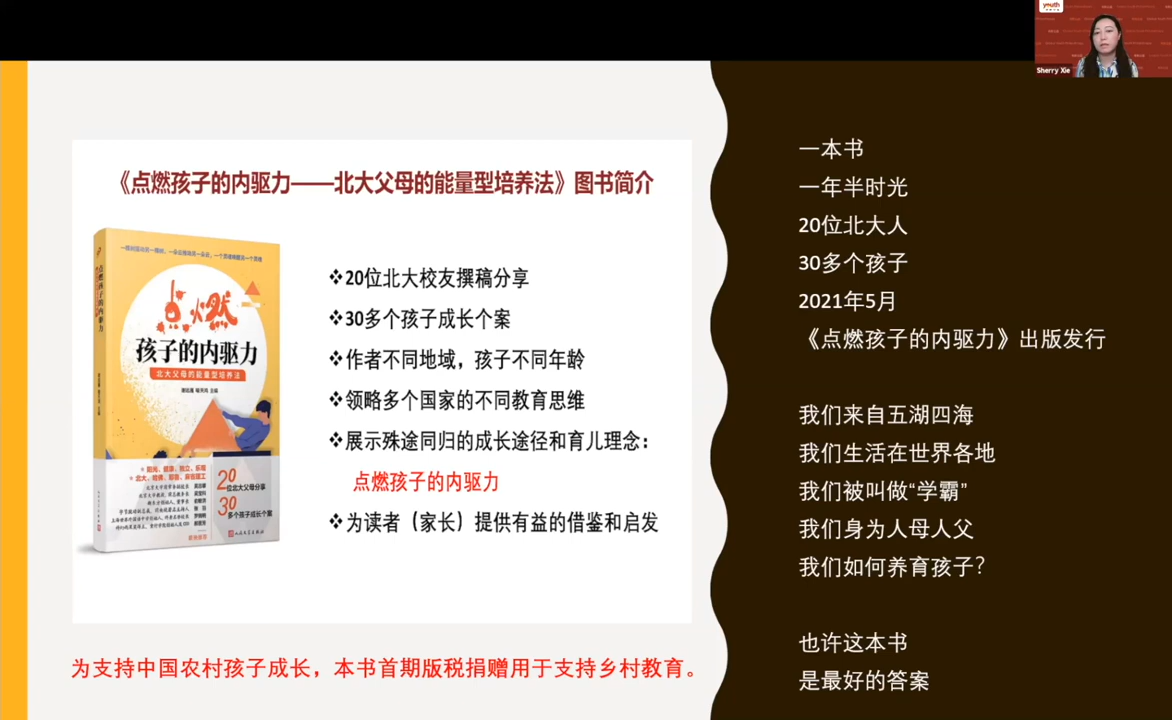 youth
Sherry Xie
《点燃孩子的内驱力——北大父母的能量型培养法》图书简介
点燃
孩子的内驱力
北大父母的能量型培养法
点燃孩子的内驱力
20
位北大父母分享
30
多个孩子成长个案
❖20位北大校友撰稿分享
❖30多个孩子成长个案
❖作者不同地域，孩子不同年龄
❖领略多个国家的不同教育思维
❖展示殊途同归的成长途径和育儿理念：
点燃孩子的内驱力
❖为读者（家长）提供有益的借鉴和启发
为支持中国农村孩子成长，本书首期版税捐赠用于支持乡村教育。
一本书
一年半时光
20位北大人
30多个孩子
2021年5月
《点燃孩子的内驱力》出版发行
我们来自五湖四海
我们生活在世界各地
我们被叫做“学霸”
我们身为人母人父
我们如何养育孩子？
也许这本书
是最好的答案